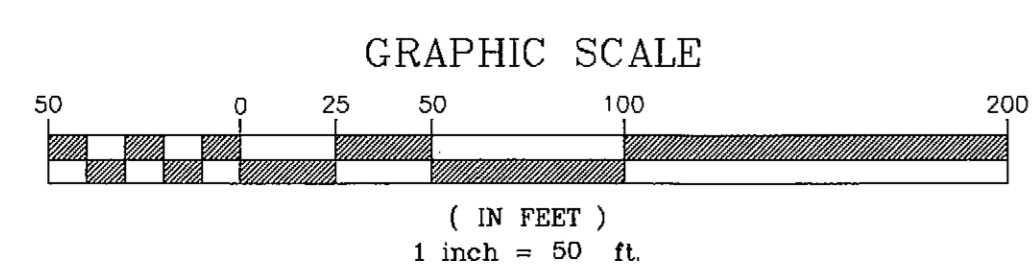 GRAPHIC SCALE
50 0 25 50 100 200
( IN FEET )
1 inch = 50 ft.